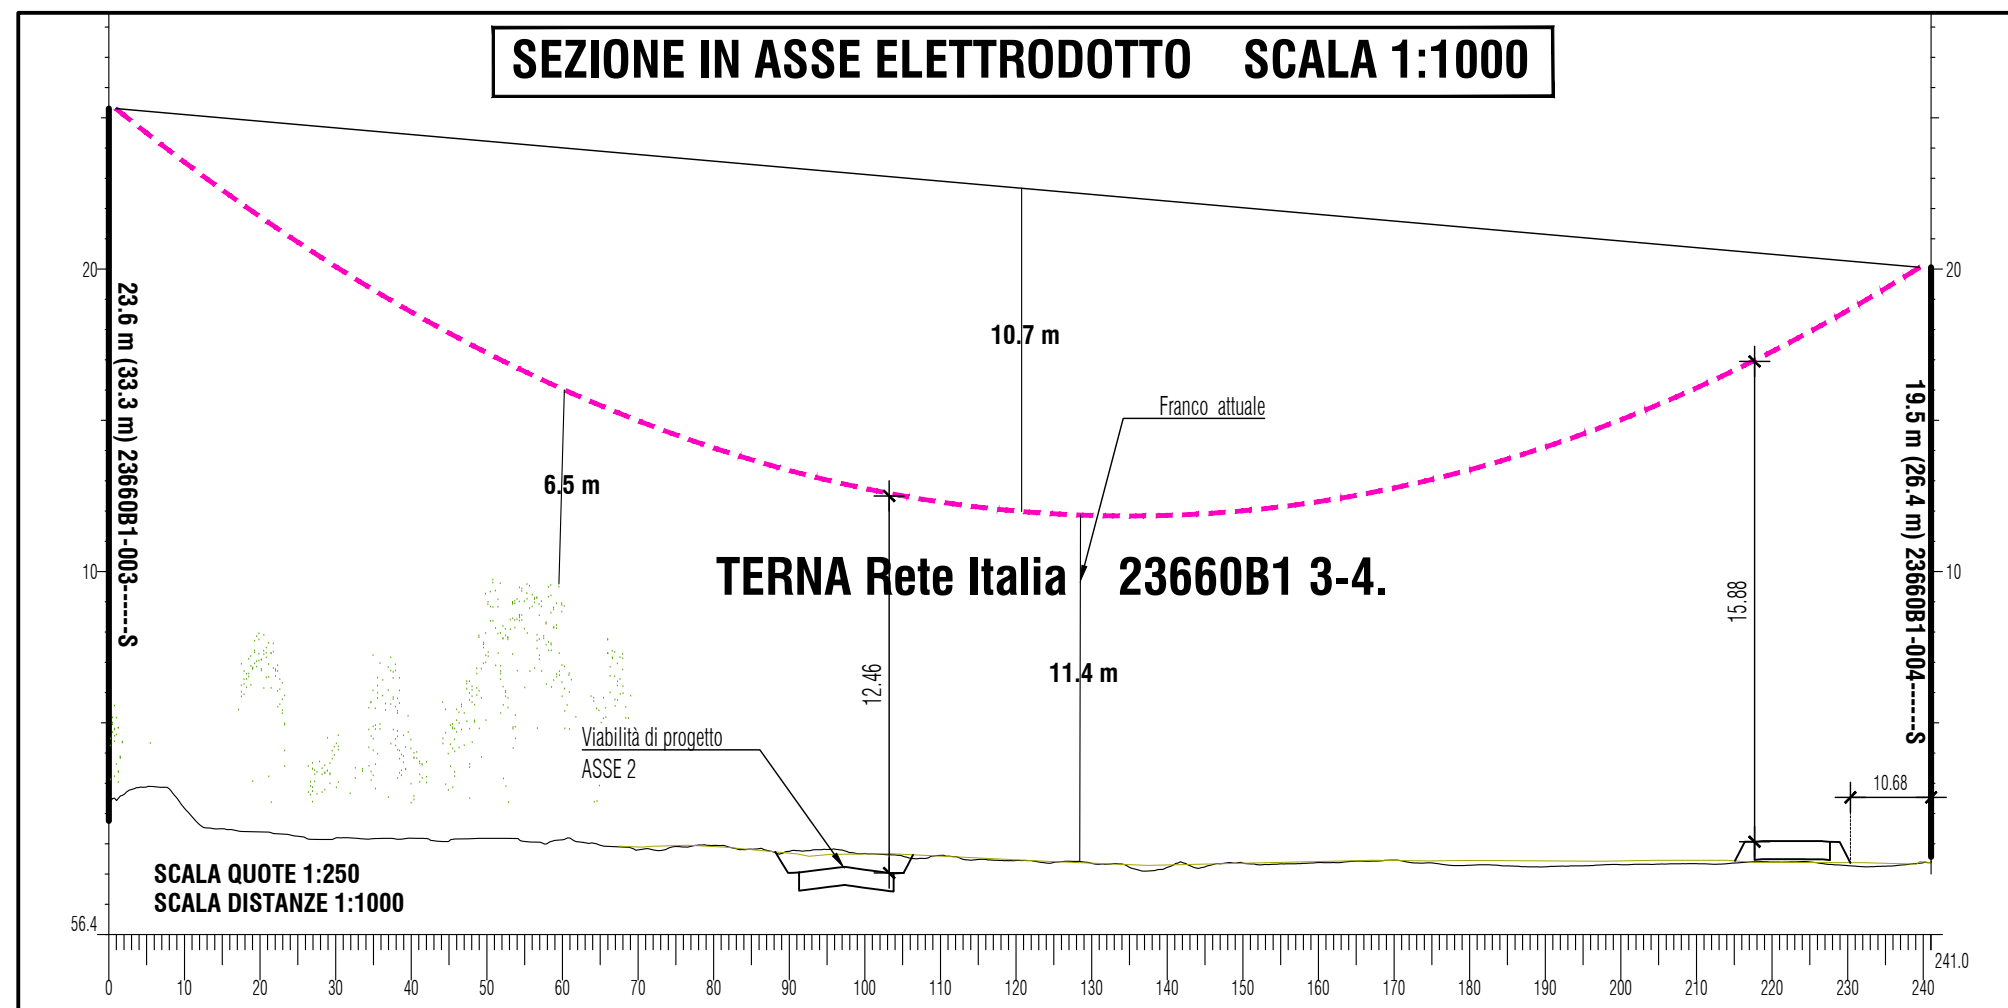 SEZIONE IN ASSE ELETTRODOTTO SCALA 1:1000
20
20
23.6 m (33.3 m) 23660B1-003-------S
10.7 m
Franco attuale
19.5 m (26.4 m) 23660B1-004-------S
6.5 m
10
TERNA Rete Italia 23660B1 3-4.
10
15.88
12.46
11.4 m
Viabilità di progetto
ASSE 2
10.68
SCALA QUOTE 1:250
SCALA DISTANZE 1:1000
56.4
241.0
0 10 20 30 40 50 60 70 80 90 100 110 120 130 140 150 160 170 180 190 200 210 220 230 240